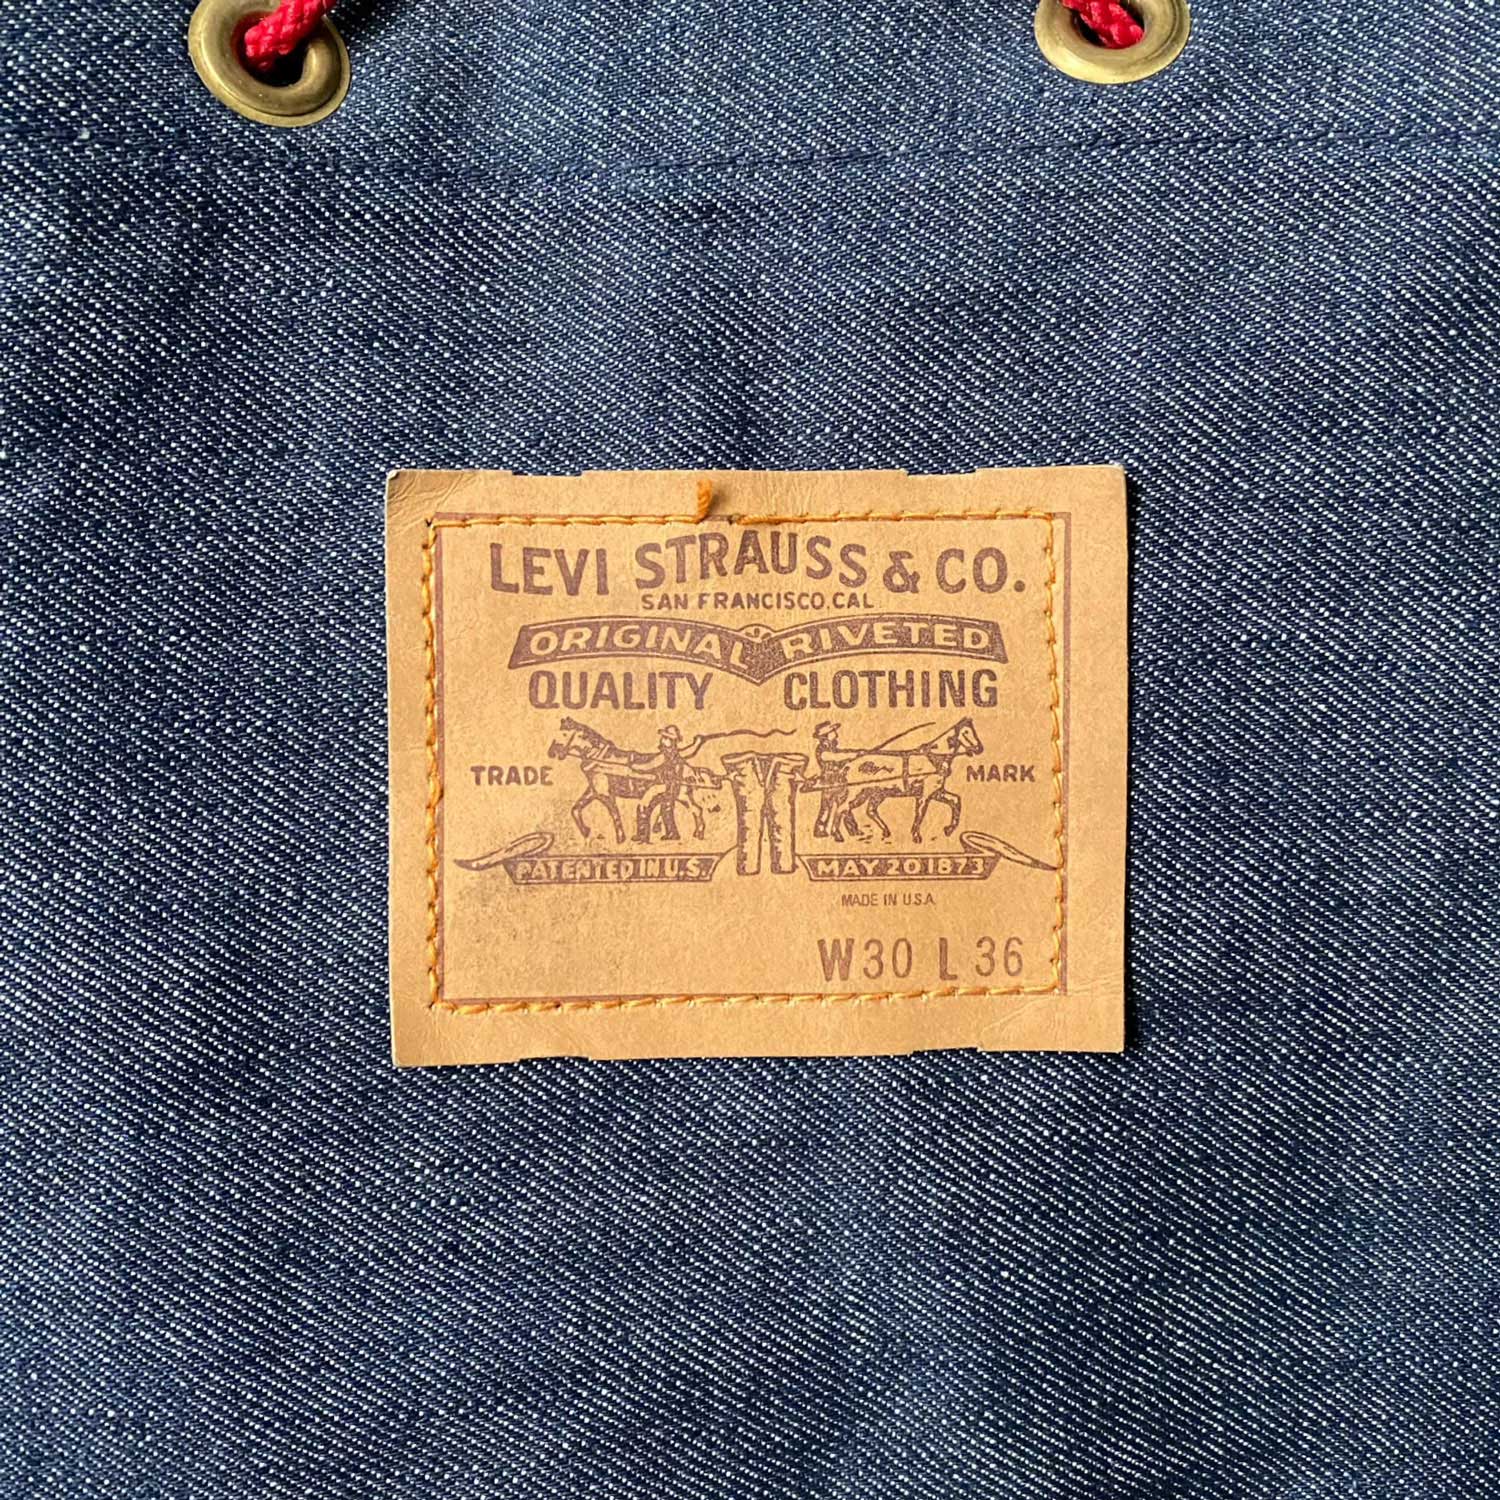 LEVI STRAUSS & CO.
SAN FRANCISCO, CAL
ORIGINAL RIVETED
QUALITY CLOTHING
TRADE MARK
PATENTED IN U.S. MAY 20 1873
MADE IN U.S.A.
W30 L 36